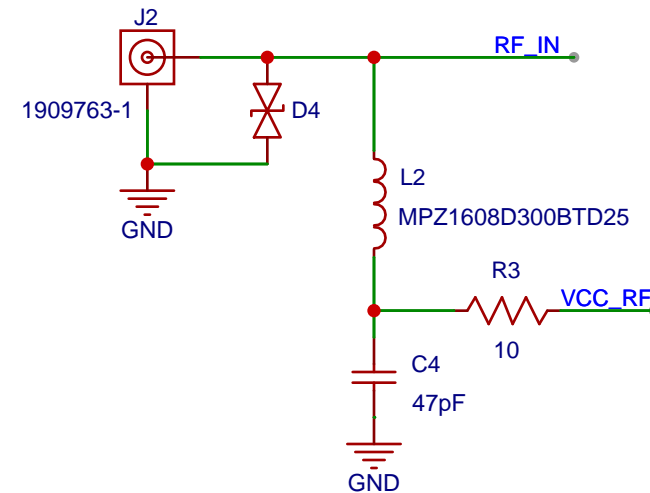 J2
RF_IN
1909763-1
D4
GND
L2
MPZ1608D300BTD25
R3
VCC_RF
10
C4
47pF
GND